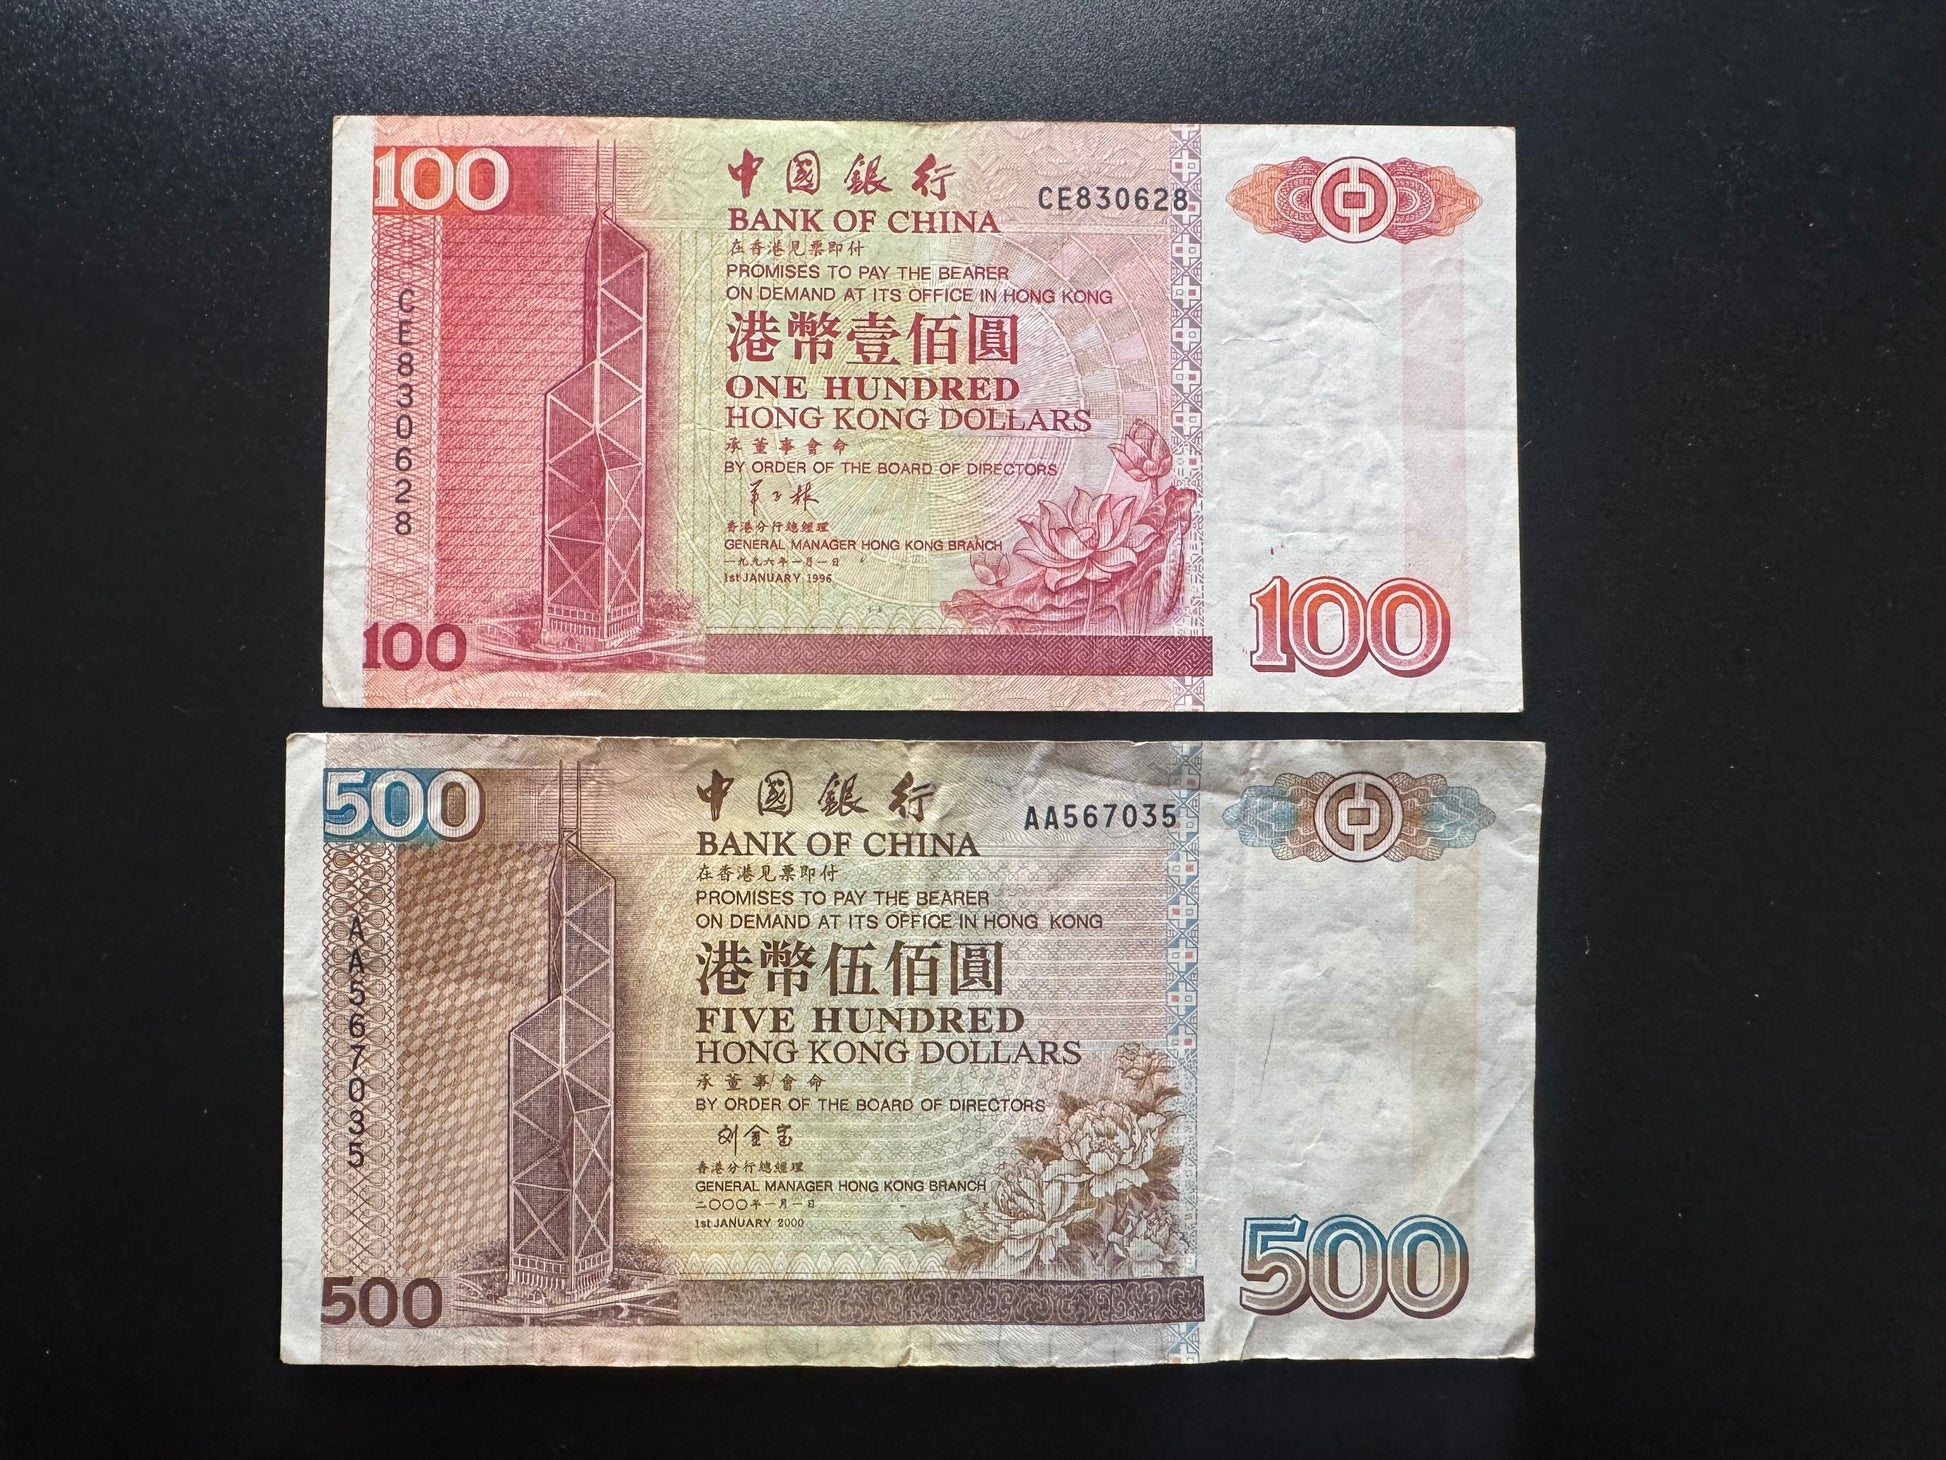 100
中國銀行
BANK OF CHINA
CE830628
在香港見票即付
PROMISES TO PAY THE BEARER
ON DEMAND AT ITS OFFICE IN HONG KONG
港幣壹佰圓
ONE HUNDRED
HONG KONG DOLLARS
承董事會命
BY ORDER OF THE BOARD OF DIRECTORS
香港分行總經理
GENERAL MANAGER HONG KONG BRANCH
一九九六年一月一日
1st JANUARY 1996
CE830628
100
100
500
中國銀行
BANK OF CHINA
AA567035
在香港見票即付
PROMISES TO PAY THE BEARER
ON DEMAND AT ITS OFFICE IN HONG KONG
港幣伍佰圓
FIVE HUNDRED
HONG KONG DOLLARS
承董事會命
BY ORDER OF THE BOARD OF DIRECTORS
刘金宝
香港分行總經理
GENERAL MANAGER HONG KONG BRANCH
二〇〇〇年一月一日
1st JANUARY 2000
AA567035
500
500